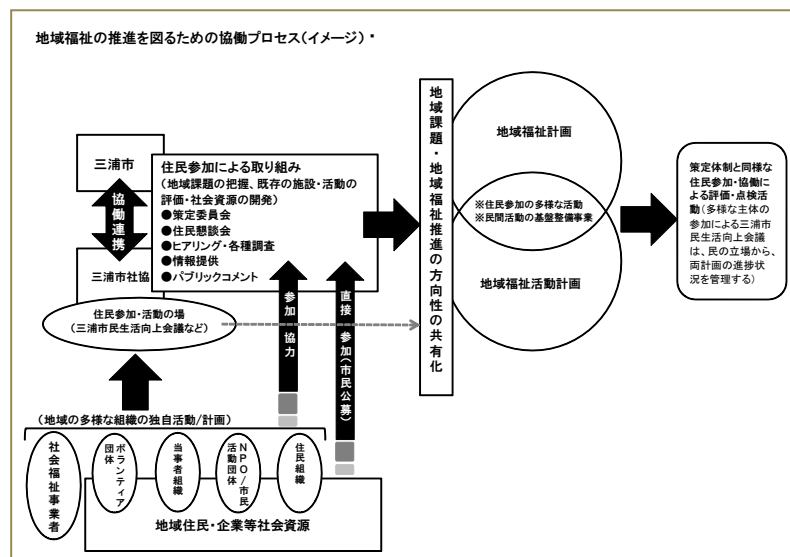 地域福祉の推進を図るための協働プロセス(イメージ)・
三浦市
協働連携
三浦市社協
住民参加による取り組み
(地域課題の把握、既存の施設・活動の
評価・社会資源の開発)
●策定委員会
●住民懇談会
●ヒアリング・各種調査
●情報提供
●パブリックコメント
住民参加・活動の場
(三浦市民生活向上会議など)
参加・協力
直接 参加(市民公募)
(地域の多様な組織の独自活動/計画)
社会福祉事業者
ボランティア
団体
当事者組織
NPO/市民
活動団体
住民組織
地域住民・企業等社会資源
地域課題・地域福祉推進の方向性の共有化
地域福祉計画
※住民参加の多様な活動
※民間活動の基盤整備事業
地域福祉活動計画
策定体制と同様な
住民参加・協働に
よる評価・点検活
動(多様な主体の
参加による三浦市
民生活向上会議
は、民の立場から、
両計画の進捗状
況を管理する)